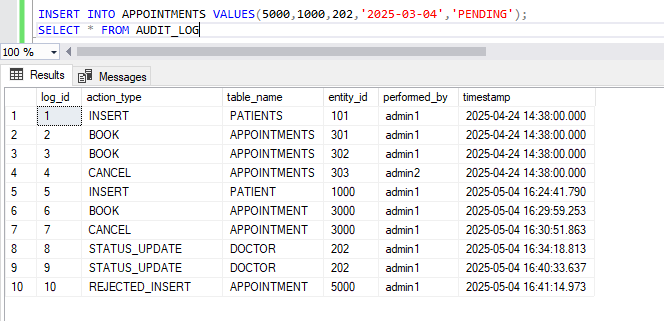 INSERT INTO APPOINTMENTS VALUES(5000,1000,202,'2025-03-04','PENDING');
SELECT * FROM AUDIT_LOG
100 %
Results Messages
log_id action_type table_name entity_id performed_by timestamp
1 1 INSERT PATIENTS 101 admin1 2025-04-24 14:38:00.000
2 2 BOOK APPOINTMENTS 301 admin1 2025-04-24 14:38:00.000
3 3 BOOK APPOINTMENTS 302 admin1 2025-04-24 14:38:00.000
4 4 CANCEL APPOINTMENTS 303 admin2 2025-04-24 14:38:00.000
5 5 INSERT PATIENT 1000 admin1 2025-05-04 16:24:41.790
6 6 BOOK APPOINTMENT 3000 admin1 2025-05-04 16:29:59.253
7 7 CANCEL APPOINTMENT 3000 admin1 2025-05-04 16:30:51.863
8 8 STATUS_UPDATE DOCTOR 202 admin1 2025-05-04 16:34:18.813
9 9 STATUS_UPDATE DOCTOR 202 admin1 2025-05-04 16:40:33.637
10 10 REJECTED_INSERT APPOINTMENT 5000 admin1 2025-05-04 16:41:14.973